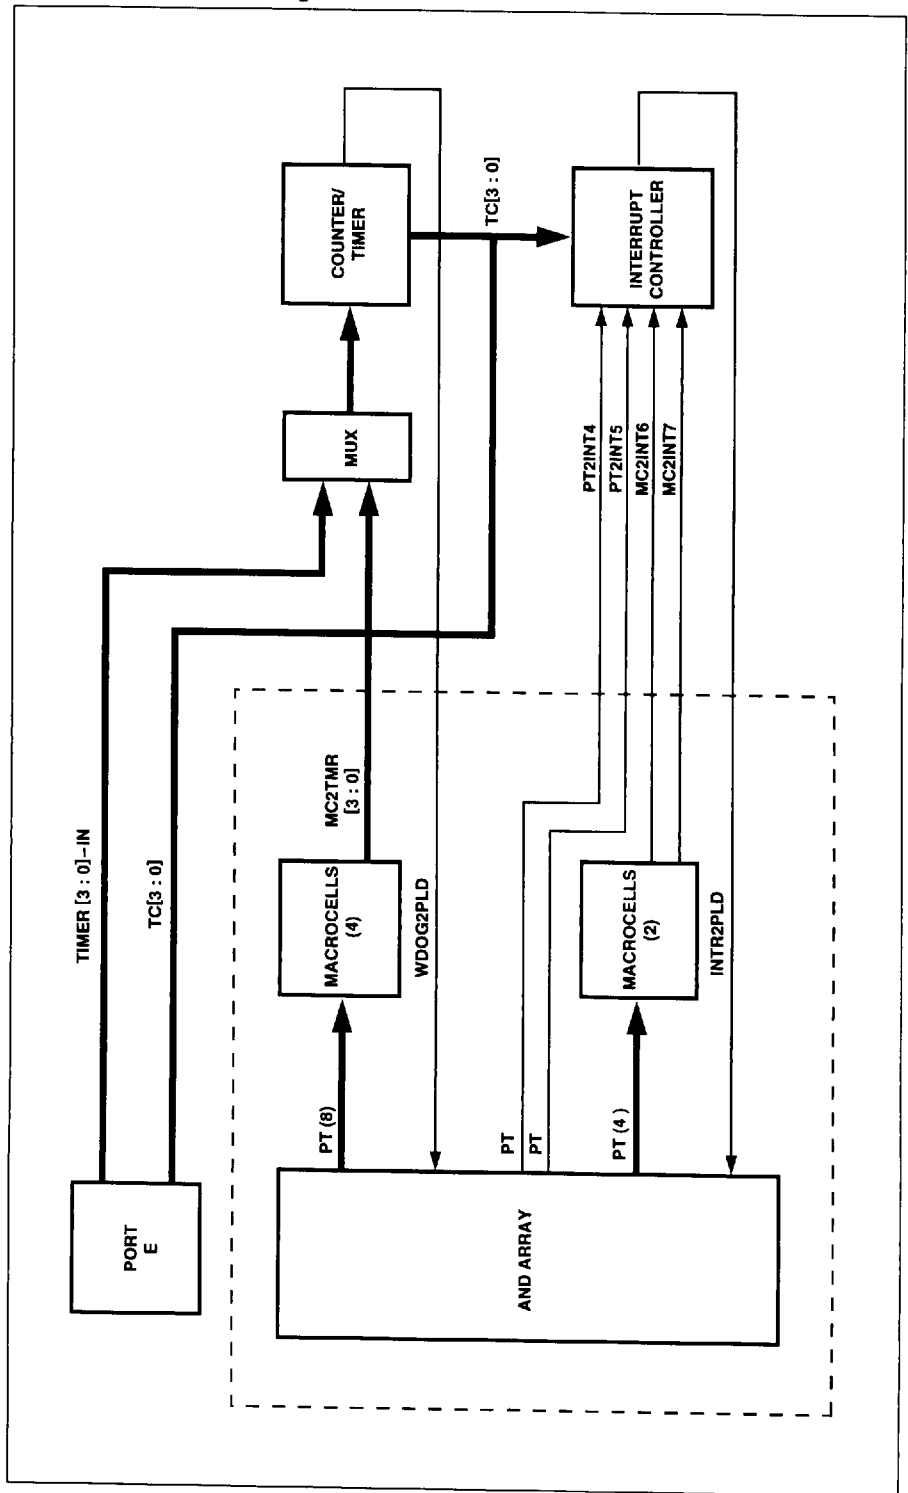 PORT
E
TIMER [3 : 0]–IN
TC[3 : 0]
AND ARRAY
PT (8)
PT
PT
PT (4)
MACROCELLS
(4)
MC2TMR
[3 : 0]
WDOG2PLD
MACROCELLS
(2)
INTR2PLD
MUX
COUNTER/
TIMER
TC[3 : 0]
PT2INT4
PT2INT5
MC2INT6
MC2INT7
INTERRUPT
CONTROLLER